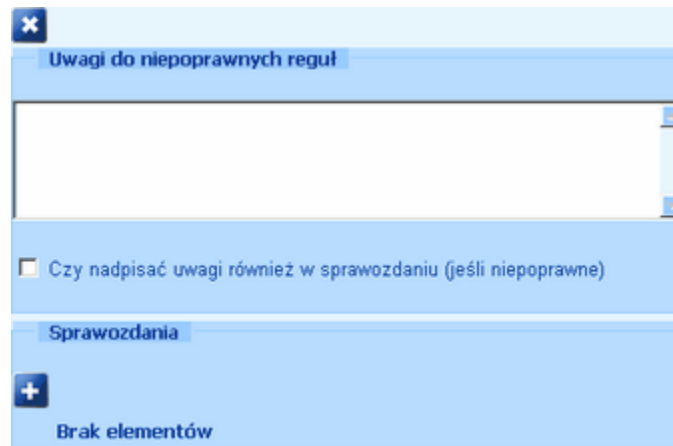 Uwagi do niepoprawnych reguł
Czy nadpisać uwagi również w sprawozdaniu (jeśli niepoprawne)
Sprawozdania
Brak elementów